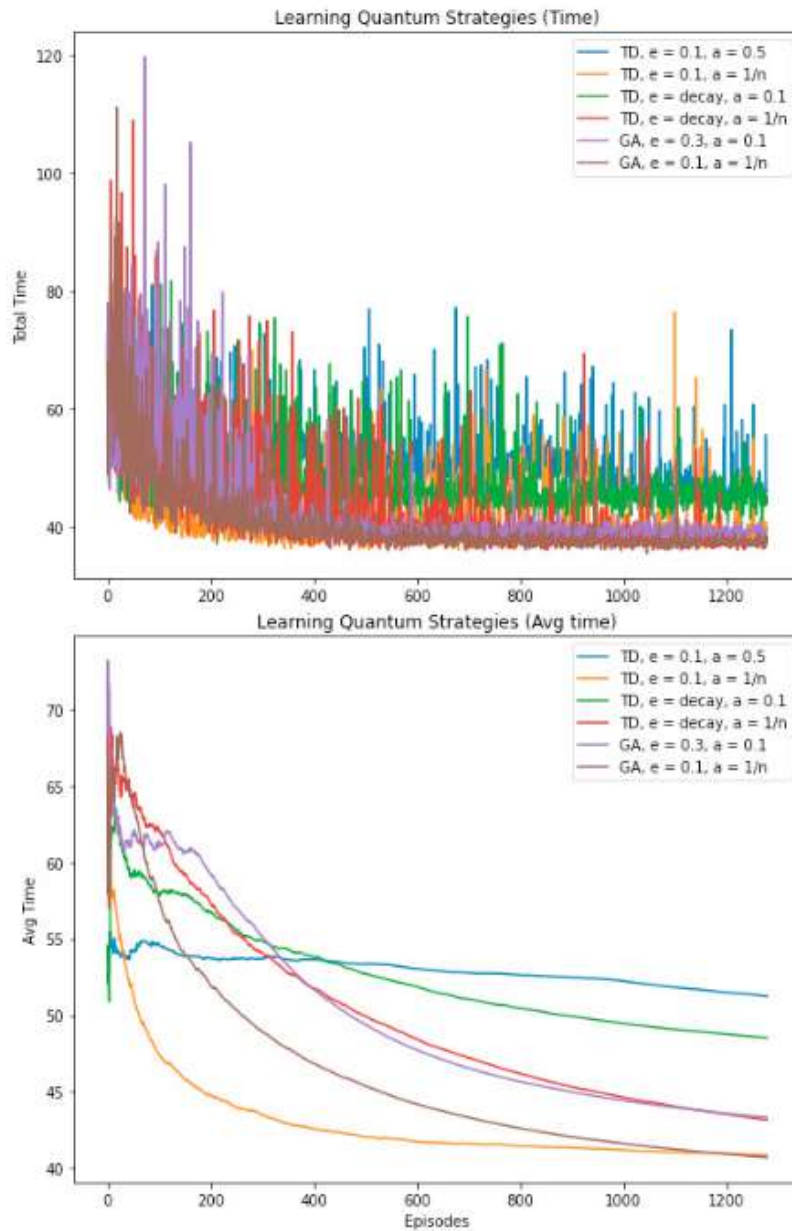 Learning Quantum Strategies (Time)
120
100
80
60
40
Total Time
TD, e = 0.1, a = 0.5
TD, e = 0.1, a = 1/n
TD, e = decay, a = 0.1
TD, e = decay, a = 1/n
GA, e = 0.3, a = 0.1
GA, e = 0.1, a = 1/n
0 200 400 600 800 1000 1200
Learning Quantum Strategies (Avg time)
70
65
60
55
50
45
40
Avg Time
TD, e = 0.1, a = 0.5
TD, e = 0.1, a = 1/n
TD, e = decay, a = 0.1
TD, e = decay, a = 1/n
GA, e = 0.3, a = 0.1
GA, e = 0.1, a = 1/n
0 200 400 600 800 1000 1200
Episodes